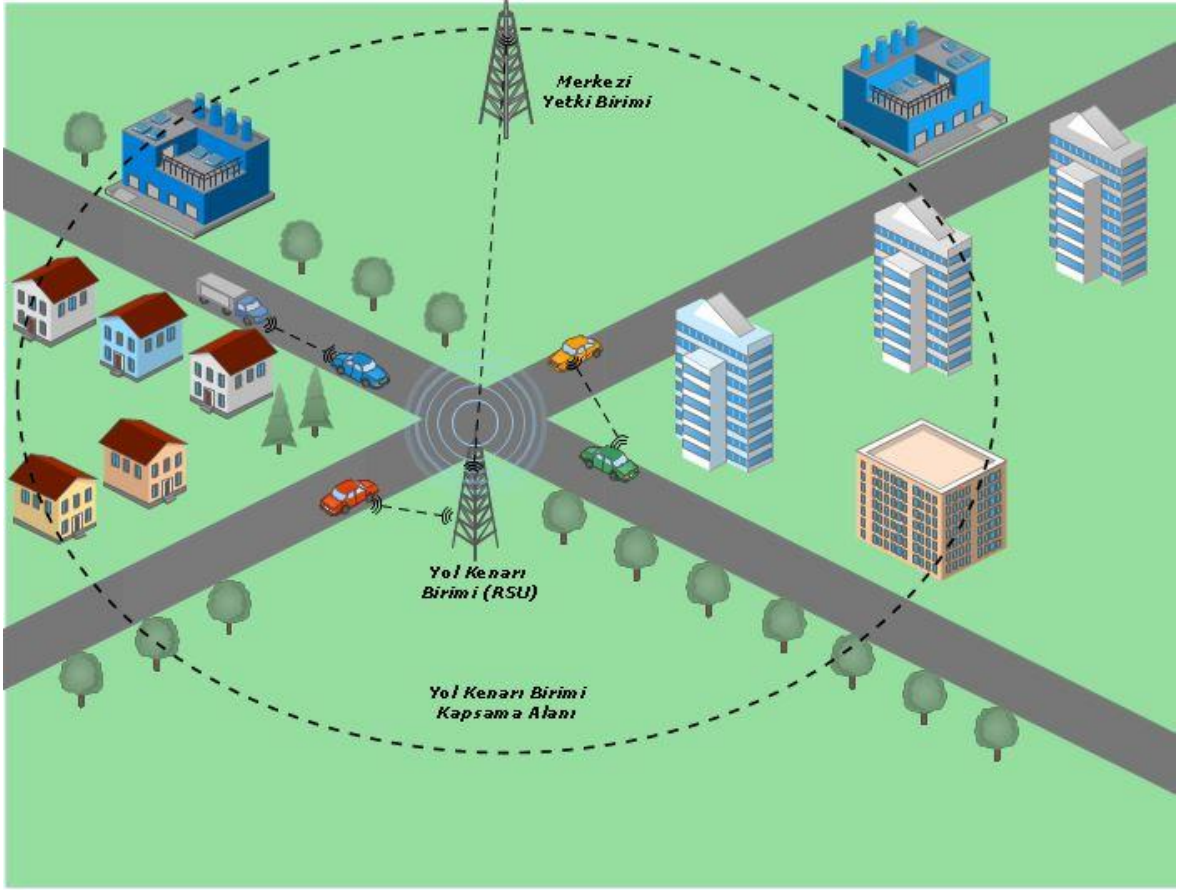 Merkezi
Yetki Birimi
Yol Kenarı
Birimi (RSU)
Yol Kenarı Birimi
Kapsama Alanı